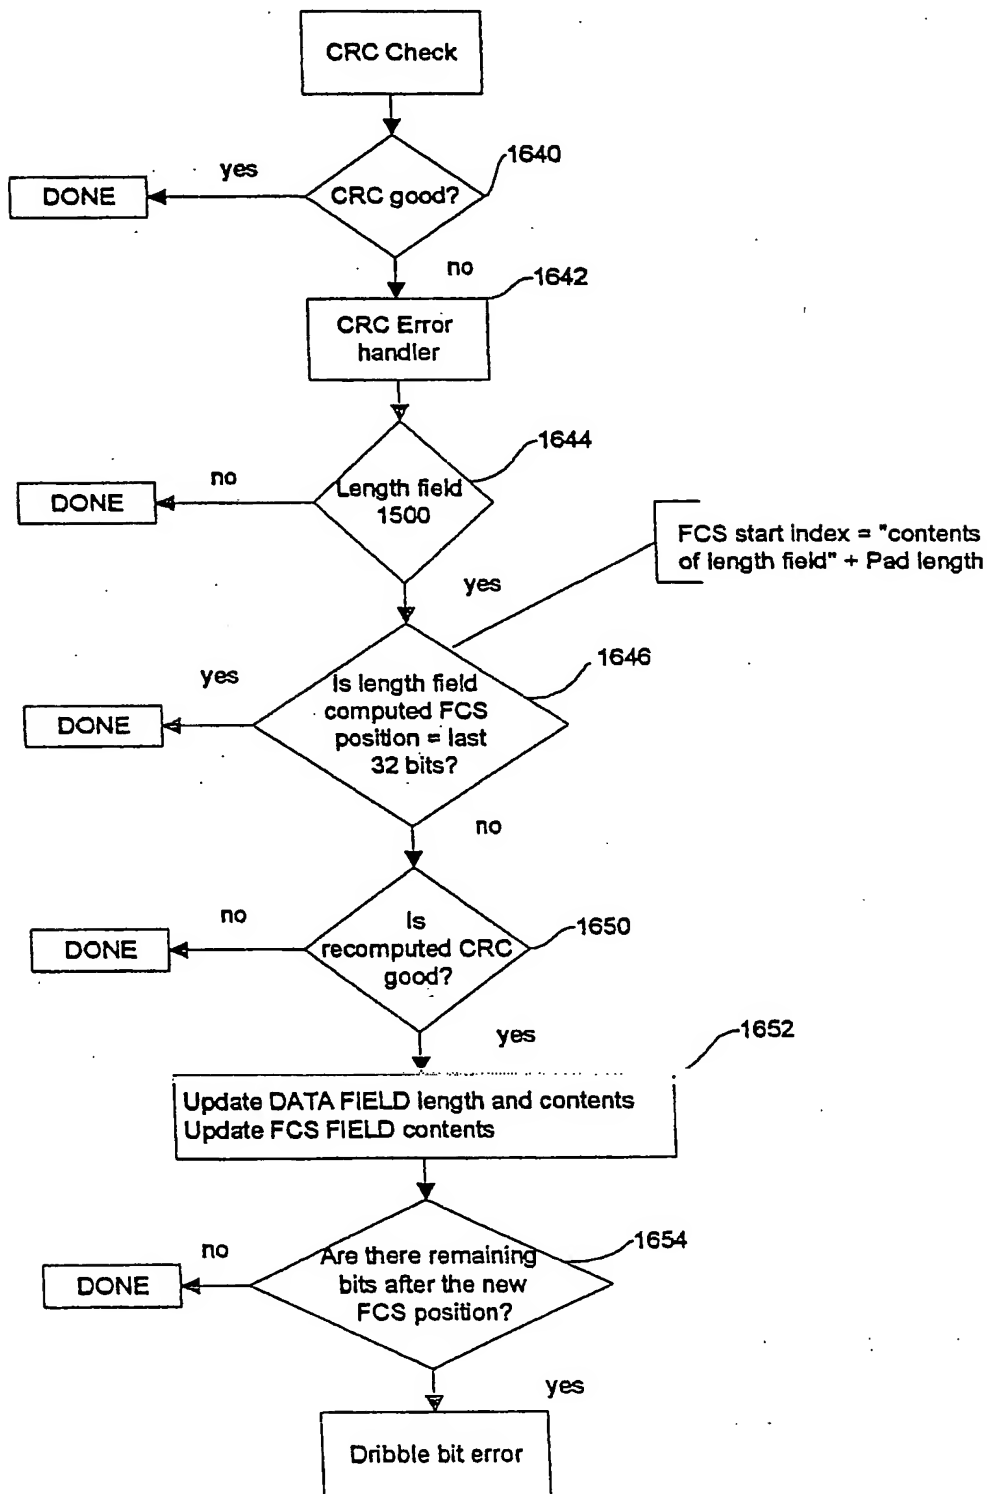 CRC Check
1640
yes
DONE
CRC good?
no
1642
CRC Error
handler
1644
no
DONE
Length field
1500
FCS start index = "contents
of length field" + Pad length
yes
1646
yes
DONE
Is length field
computed FCS
position = last
32 bits?
no
no
DONE
Is
recomputed CRC
good?
1650
yes
1652
Update DATA FIELD length and contents
Update FCS FIELD contents
1654
no
DONE
Are there remaining
bits after the new
FCS position?
yes
Dribble bit error